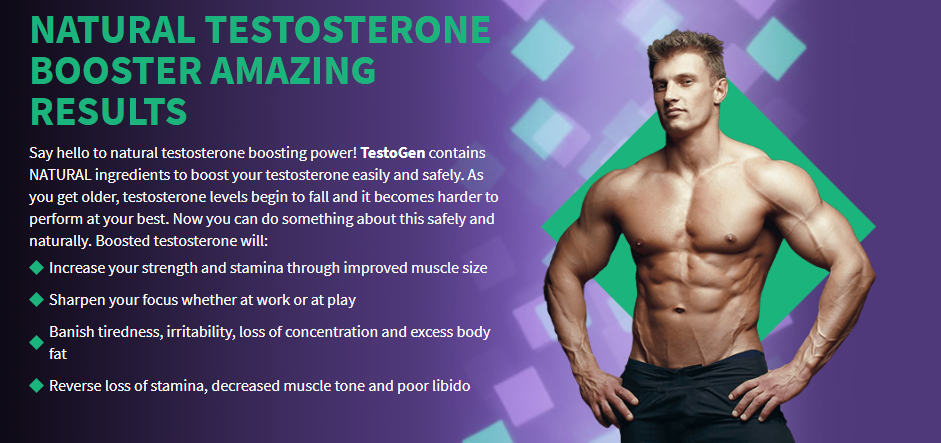 NATURAL TESTOSTERONE
BOOSTER AMAZING
RESULTS
Say hello to natural testosterone boosting power! TestoGen contains
NATURAL ingredients to boost your testosterone easily and safely. As
you get older, testosterone levels begin to fall and it becomes harder to
perform at your best. Now you can do something about this safely and
naturally. Boosted testosterone will:
Increase your strength and stamina through improved muscle size
Sharpen your focus whether at work or at play
Banish tiredness, irritability, loss of concentration and excess body
fat
Reverse loss of stamina, decreased muscle tone and poor libido